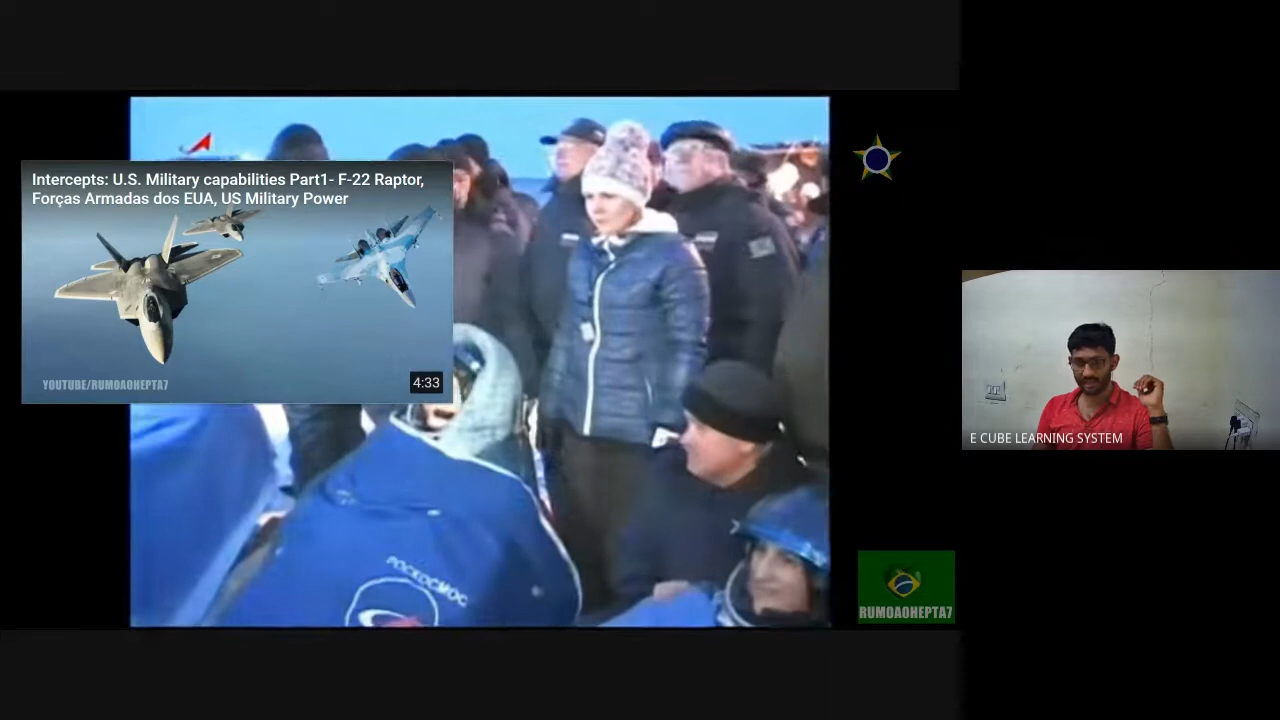 Intercepts: U.S. Military capabilities Part1- F-22 Raptor,
Forças Armadas dos EUA, US Military Power
YOUTUBE/RUMOAOHEPTA7
4:33
РОСКОСМОС
E CUBE LEARNING SYSTEM
RUMOAOHEPTA7